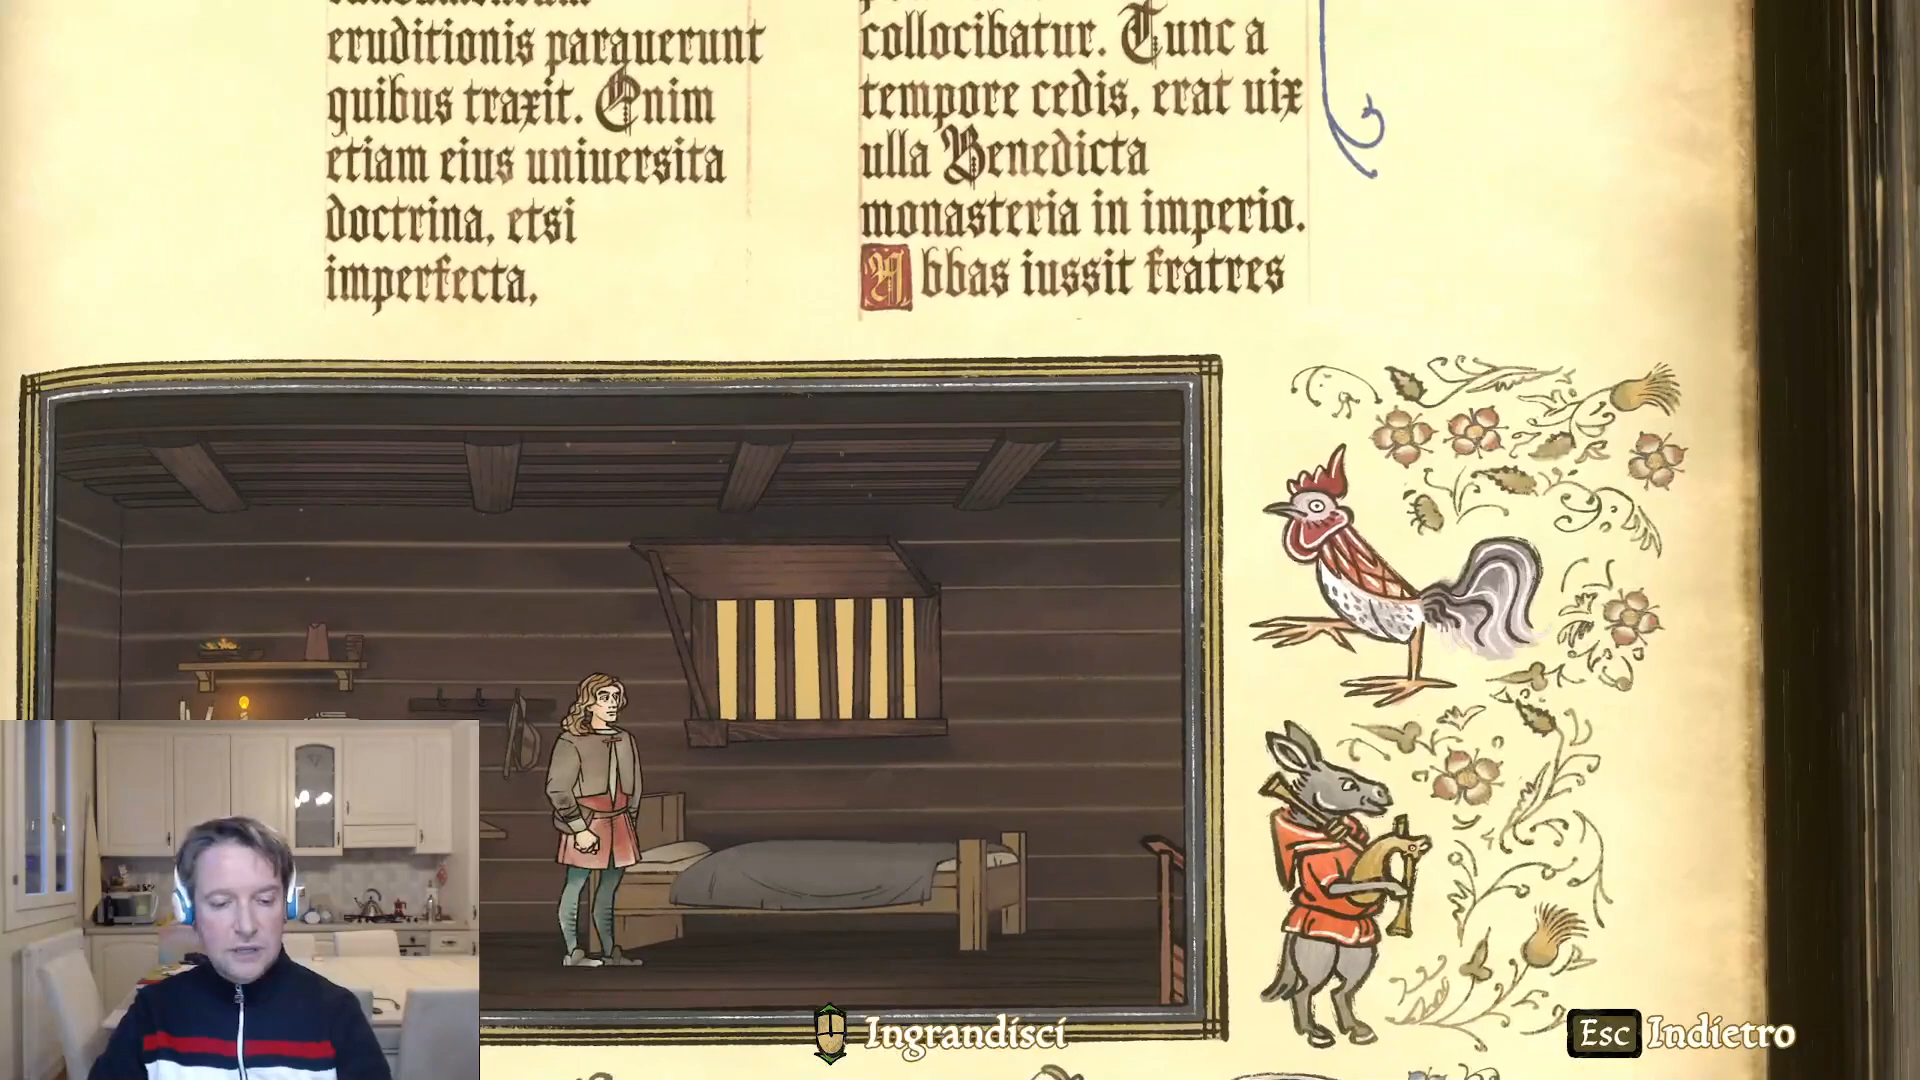 eruditionis parauerunt
quibus traxit. Enim
etiam eius uniuersita
doctrina, etsi
imperfecta,
collocibatur. Tunc a
tempore cedis, erat uix
ulla Benedicta
monasteria in imperio.
Abbas iussit fratres
Ingrandisci
Esc Indietro